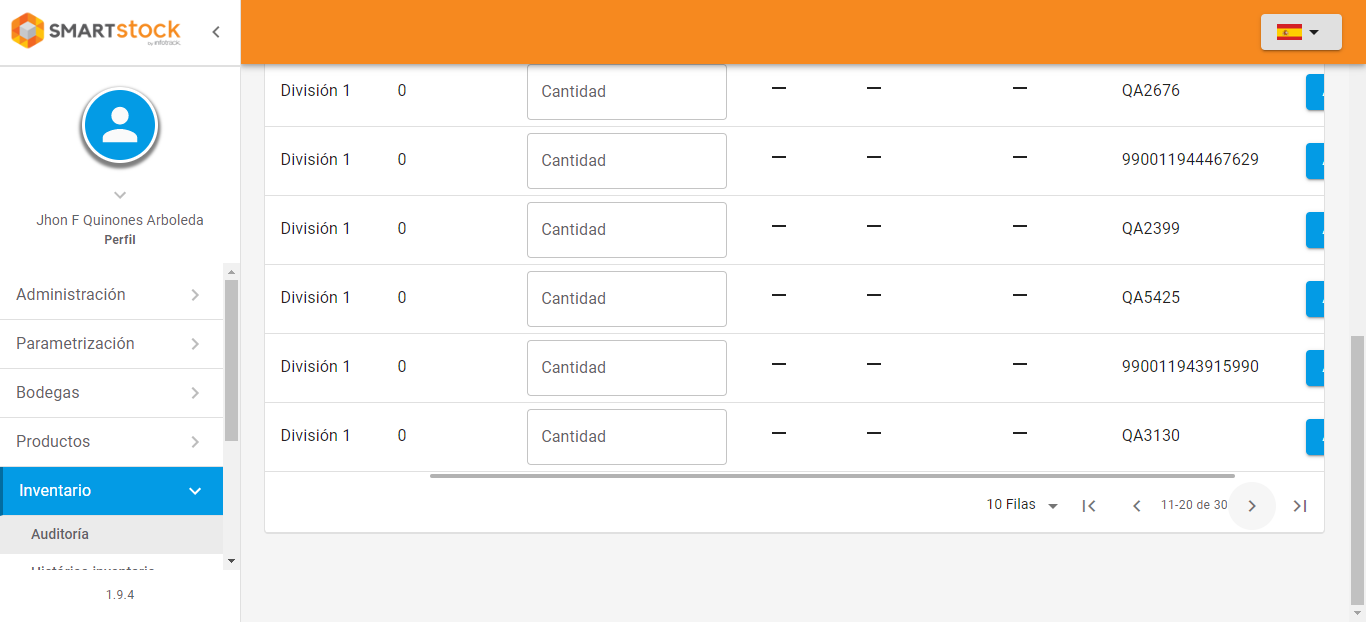 SMARTstock
by infotrack.
Jhon F Quinones Arboleda
Perfil
Administración
Parametrización
Bodegas
Productos
Inventario
Auditoría
Histórico inventario
1.9.4
División 1 0 Cantidad — — — QA2676
División 1 0 Cantidad — — — 990011944467629
División 1 0 Cantidad — — — QA2399
División 1 0 Cantidad — — — QA5425
División 1 0 Cantidad — — — 990011943915990
División 1 0 Cantidad — — — QA3130
10 Filas 11-20 de 30